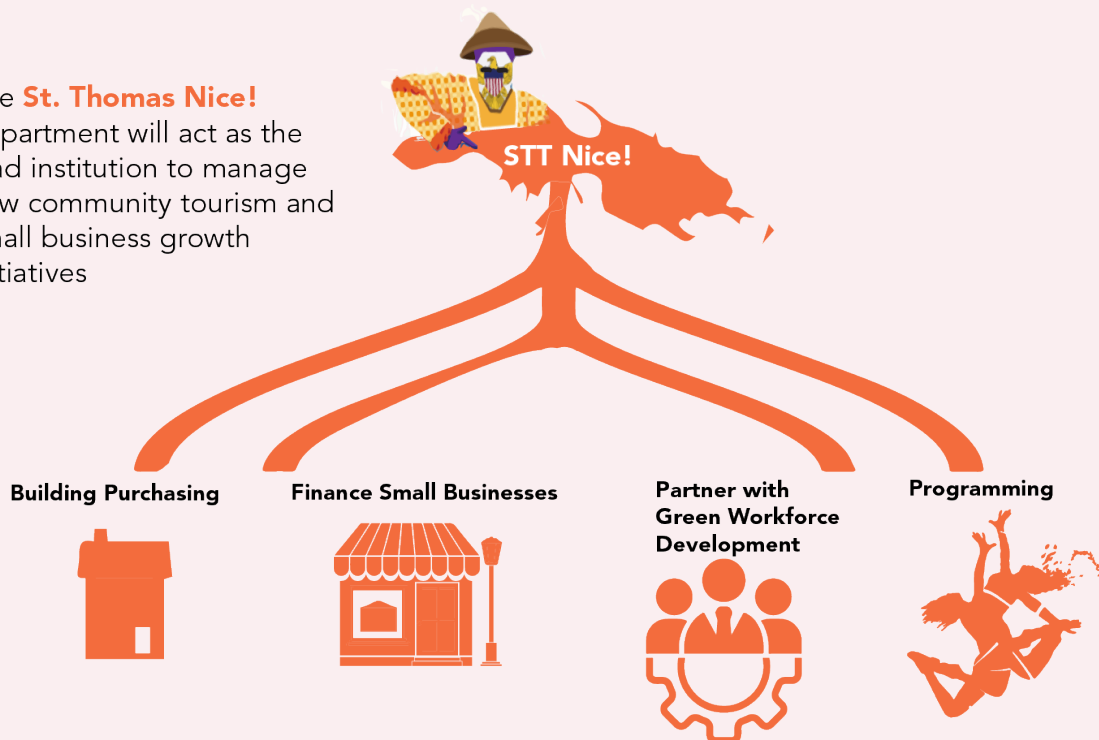 e St. Thomas Nice!
partment will act as the
d institution to manage
w community tourism and
all business growth
tiatives
STT Nice!
Building Purchasing
Finance Small Businesses
Partner with
Green Workforce
Development
Programming